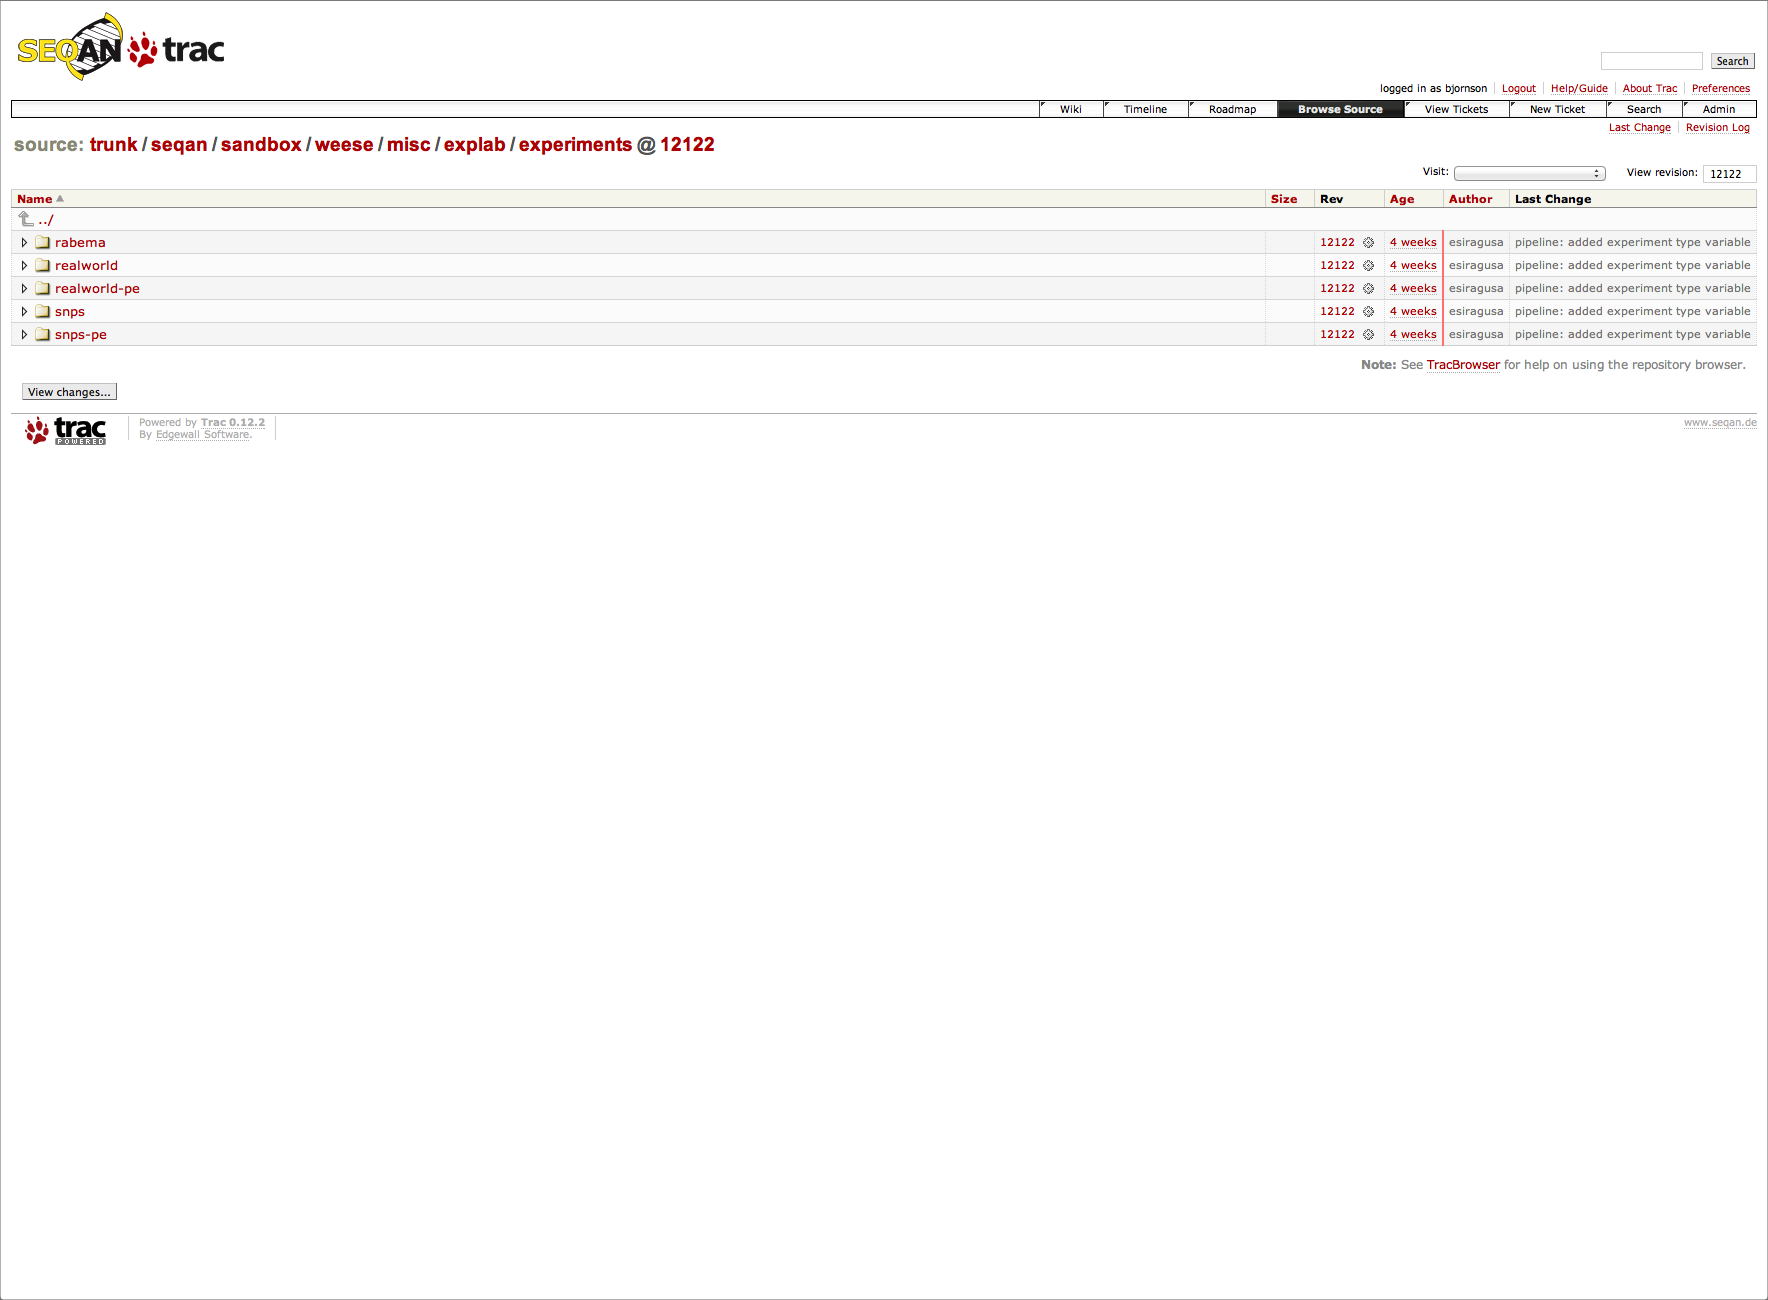 SEQAN trac
Search
logged in as bjornson Logout Help/Guide About Trac Preferences
Wiki Timeline Roadmap Browse Source View Tickets New Ticket Search Admin
Last Change Revision Log
source: trunk / seqan / sandbox / weese / misc / explab / experiments @ 12122
Visit: View revision: 12122
Name Size Rev Age Author Last Change
../
rabema 12122 4 weeks esiragusa pipeline: added experiment type variable
realworld 12122 4 weeks esiragusa pipeline: added experiment type variable
realworld-pe 12122 4 weeks esiragusa pipeline: added experiment type variable
snps 12122 4 weeks esiragusa pipeline: added experiment type variable
snps-pe 12122 4 weeks esiragusa pipeline: added experiment type variable
Note: See TracBrowser for help on using the repository browser.
View changes...
trac POWERED
Powered by Trac 0.12.2
By Edgewall Software.
www.seqan.de